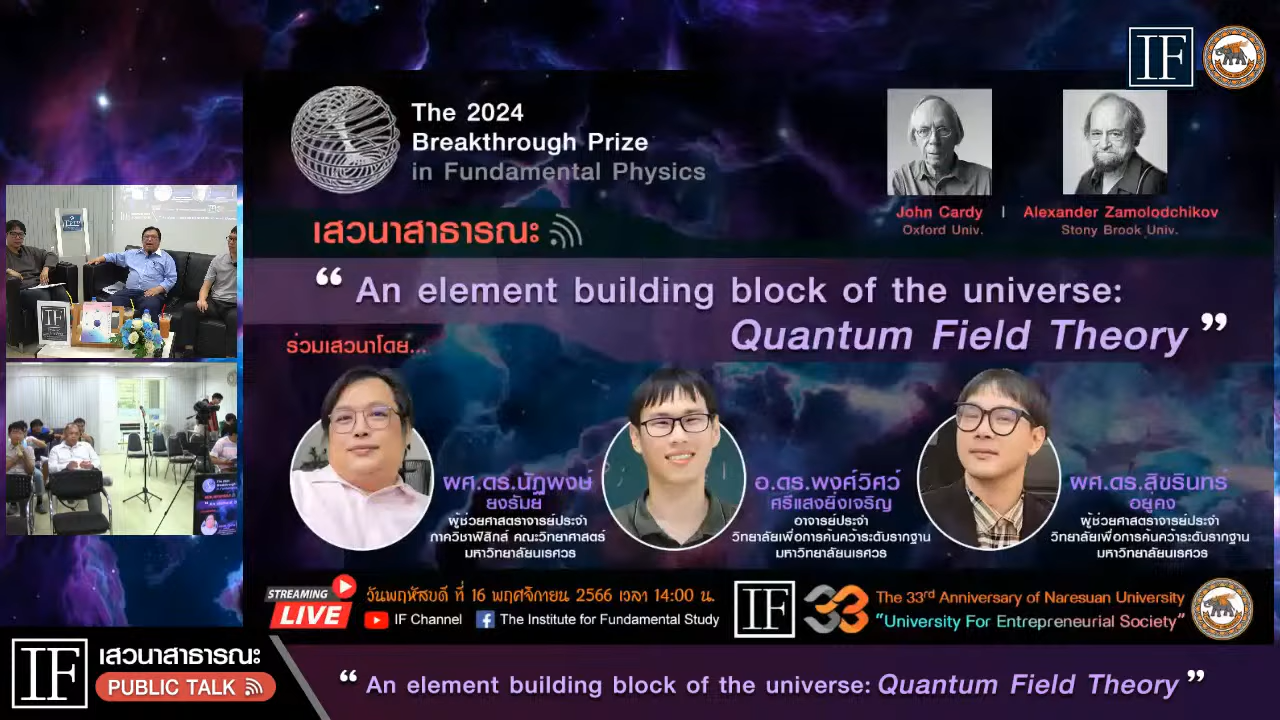 IF
The 2024
Breakthrough Prize
in Fundamental Physics
John Cardy | Alexander Zamolodchikov
Oxford Univ. Stony Brook Univ.
เสวนาสาธารณะ
“ An element building block of the universe:
Quantum Field Theory ”
ร่วมเสวนาโดย...
ผศ.ดร.นัฏพงษ์
ยงรัมย์
ผู้ช่วยศาสตราจารย์ประจำ
ภาควิชาฟิสิกส์ คณะวิทยาศาสตร์
มหาวิทยาลัยนเรศวร
อ.ดร.พงศ์วิศว์
ศรีแสงยิ่งเจริญ
อาจารย์ประจำ
วิทยาลัยเพื่อการค้นคว้าระดับรากฐาน
มหาวิทยาลัยนเรศวร
ผศ.ดร.สิขรินทร์
อยู่คง
ผู้ช่วยศาสตราจารย์ประจำ
วิทยาลัยเพื่อการค้นคว้าระดับรากฐาน
มหาวิทยาลัยนเรศวร
STREAMING
LIVE
วันพฤหัสบดี ที่ 16 พฤศจิกายน 2566 เวลา 14:00 น.
IF Channel The Institute for Fundamental Study
IF
33
The 33rd Anniversary of Naresuan University
“University For Entrepreneurial Society”
IF
เสวนาสาธารณะ
PUBLIC TALK
“ An element building block of the universe: Quantum Field Theory ”